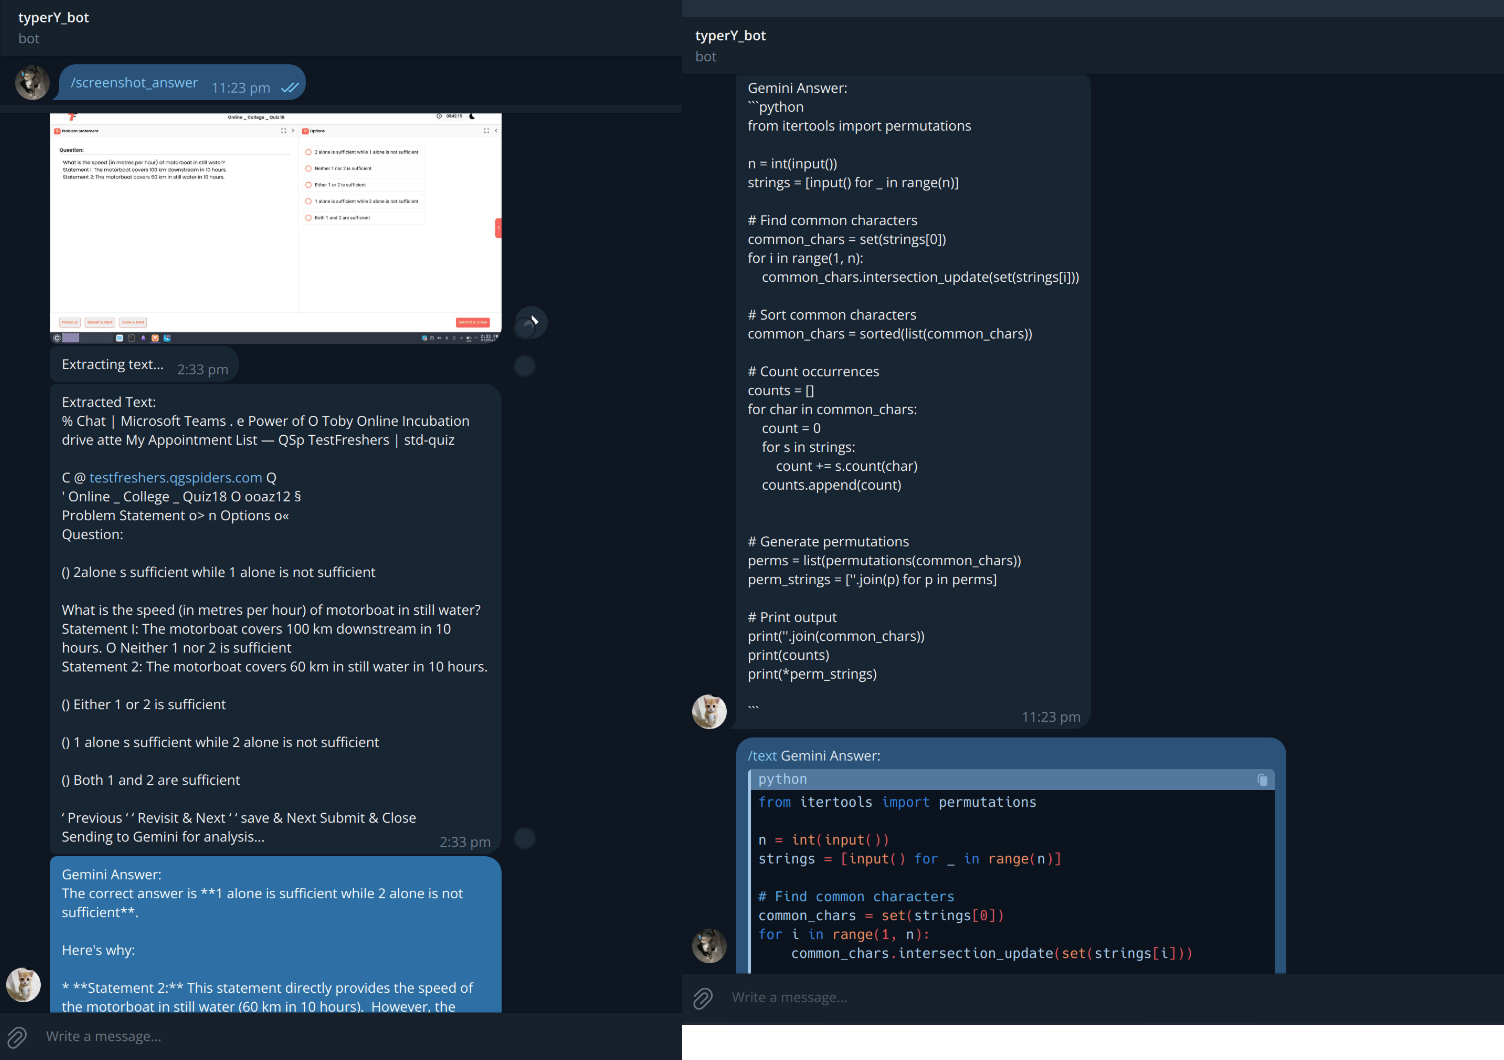 typerY_bot
bot
/screenshot_answer 11:23 pm
Online _ College _ Quiz 18
00:42:15
Problem Statement
Options
Question:
What is the speed (in metres per hour) of motorboat in still water?
Statement I: The motorboat covers 100 km downstream in 10 hours.
Statement 2: The motorboat covers 60 km in still water in 10 hours.
2 alone is sufficient while 1 alone is not sufficient
Neither 1 nor 2 is sufficient
Either 1 or 2 is sufficient
1 alone is sufficient while 2 alone is not sufficient
Both 1 and 2 are sufficient
Extracting text... 2:33 pm
Extracted Text:
% Chat | Microsoft Teams . e Power of O Toby Online Incubation
drive atte My Appointment List — QSp TestFreshers | std-quiz
C @ testfreshers.qgspiders.com Q
' Online _ College _ Quiz18 O ooaz12 §
Problem Statement o> n Options o«
Question:
() 2alone s sufficient while 1 alone is not sufficient
What is the speed (in metres per hour) of motorboat in still water?
Statement I: The motorboat covers 100 km downstream in 10
hours. O Neither 1 nor 2 is sufficient
Statement 2: The motorboat covers 60 km in still water in 10 hours.
() Either 1 or 2 is sufficient
() 1 alone s sufficient while 2 alone is not sufficient
() Both 1 and 2 are sufficient
‘ Previous ‘ ‘ Revisit & Next ‘ ‘ save & Next Submit & Close
Sending to Gemini for analysis... 2:33 pm
Gemini Answer:
The correct answer is **1 alone is sufficient while 2 alone is not
sufficient**.
Here's why:
* **Statement 2:** This statement directly provides the speed of
the motorboat in still water (60 km in 10 hours). However, the
Write a message...
typerY_bot
bot
Gemini Answer:
```python
from itertools import permutations
n = int(input())
strings = [input() for _ in range(n)]
# Find common characters
common_chars = set(strings[0])
for i in range(1, n):
common_chars.intersection_update(set(strings[i]))
# Sort common characters
common_chars = sorted(list(common_chars))
# Count occurrences
counts = []
for char in common_chars:
count = 0
for s in strings:
count += s.count(char)
counts.append(count)
# Generate permutations
perms = list(permutations(common_chars))
perm_strings = [''.join(p) for p in perms]
# Print output
print(''.join(common_chars))
print(counts)
print(*perm_strings)
```
11:23 pm
/text Gemini Answer:
python
from itertools import permutations
n = int(input())
strings = [input() for _ in range(n)]
# Find common characters
common_chars = set(strings[0])
for i in range(1, n):
common_chars.intersection_update(set(strings[i]))
Write a message...